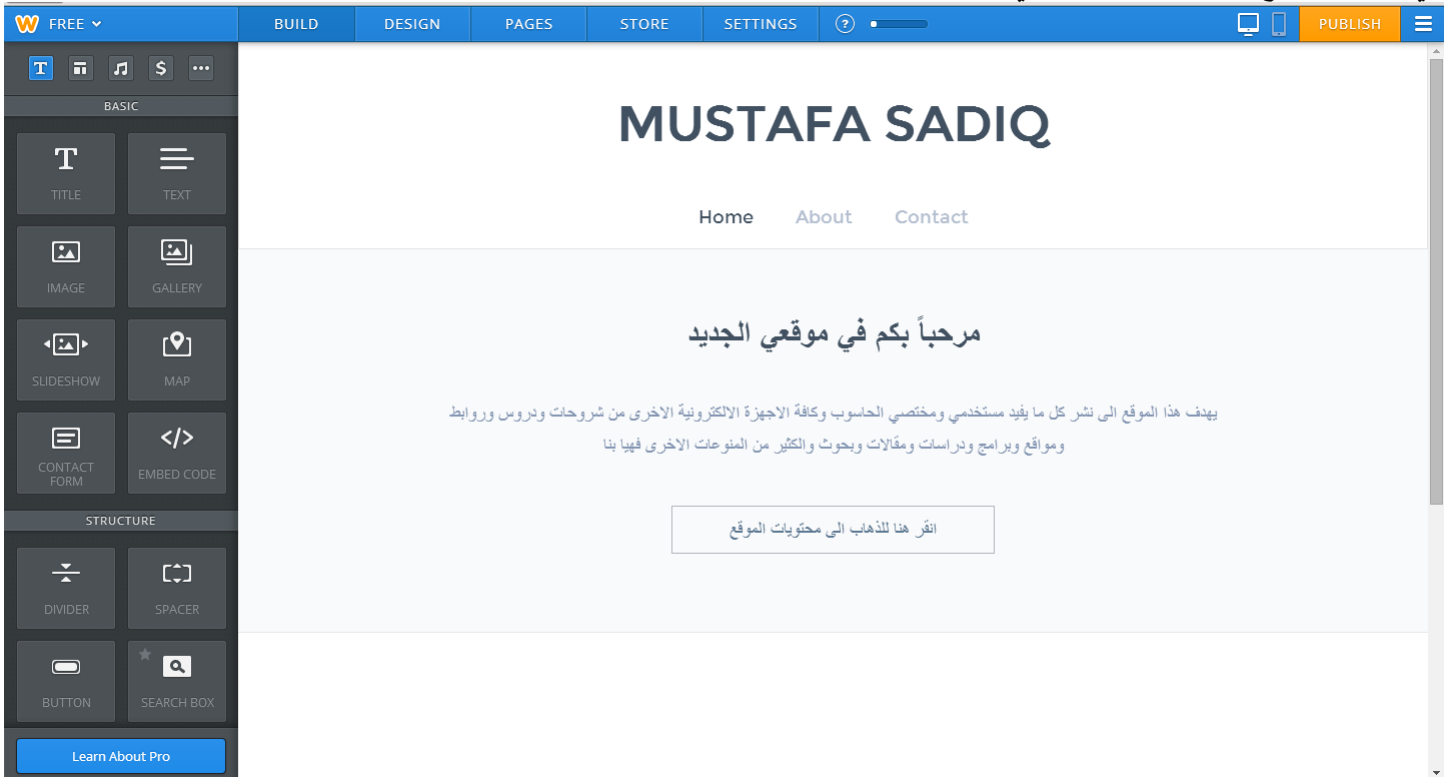 FREE
BUILD DESIGN PAGES STORE SETTINGS ? PUBLISH
BASIC
TITLE TEXT
IMAGE GALLERY
SLIDESHOW MAP
CONTACT FORM EMBED CODE
STRUCTURE
DIVIDER SPACER
BUTTON SEARCH BOX
Learn About Pro
MUSTAFA SADIQ
Home About Contact
مرحباً بكم في موقعي الجديد
يهدف هذا الموقع الى نشر كل ما يفيد مستخدمي ومختصي الحاسوب وكافة الاجهزة الالكترونية الاخرى من شروحات ودروس وروابط
ومواقع وبرامج ودراسات ومقالات وبحوث والكثير من المنوعات الاخرى فهيا بنا
انقر هنا للذهاب الى محتويات الموقع